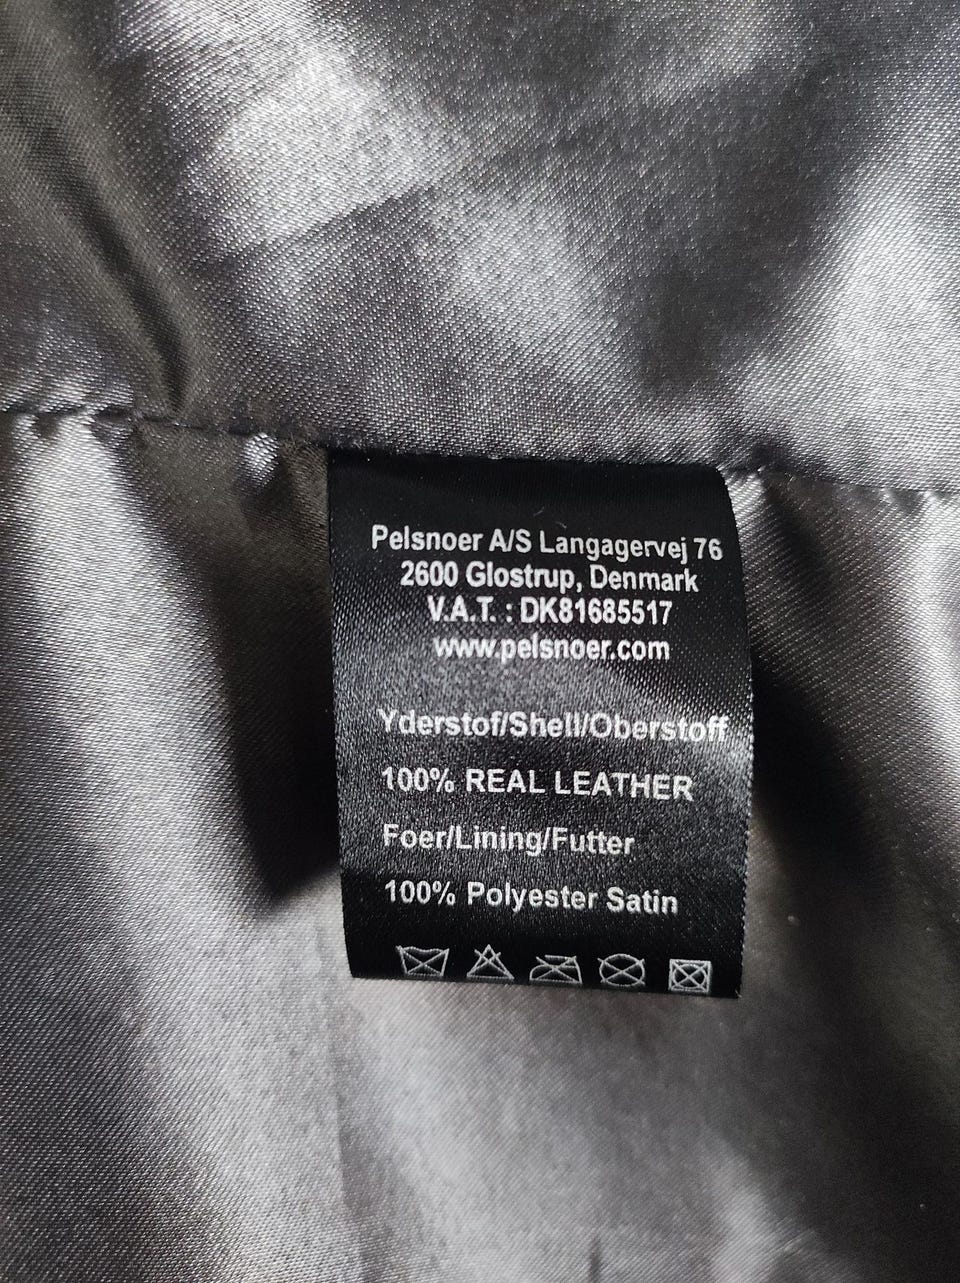 Pelsnoer A/S Langagervej 76
2600 Glostrup, Denmark
V.A.T. : DK81685517
www.pelsnoer.com
Yderstof/Shell/Oberstoff
100% REAL LEATHER
Foer/Lining/Futter
100% Polyester Satin